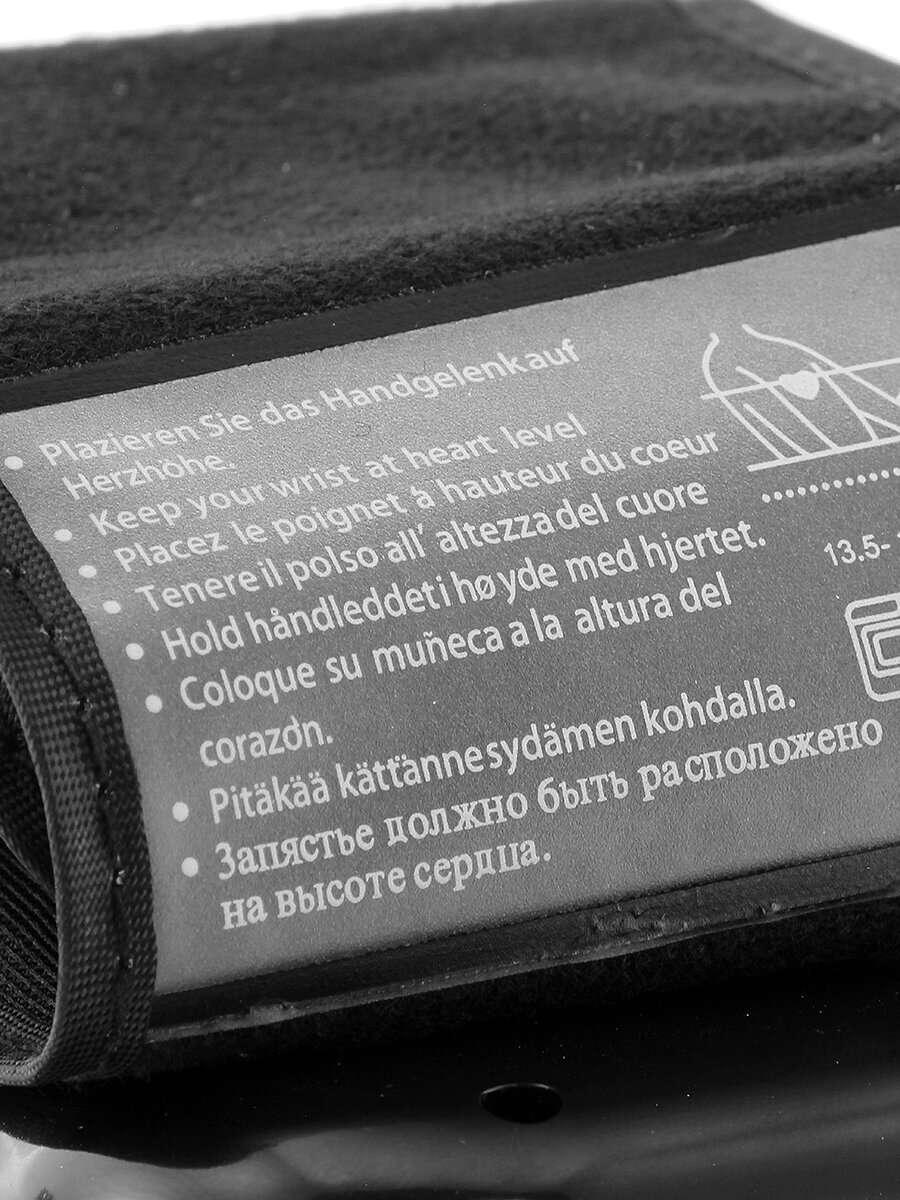 • Plazieren Sie das Handgelenk auf
Herzhöhe.
• Keep your wrist at heart level
• Placez le poignet à hauteur du coeur
• Tenere il polso all' altezza del cuore
• Hold håndleddet i høyde med hjertet.
• Coloque su muñeca a la altura del
corazón.
• Pitäkää kätťänne sydämen kohdalla.
• Запястье должно быть расположено
на высоте сердца.
13.5-